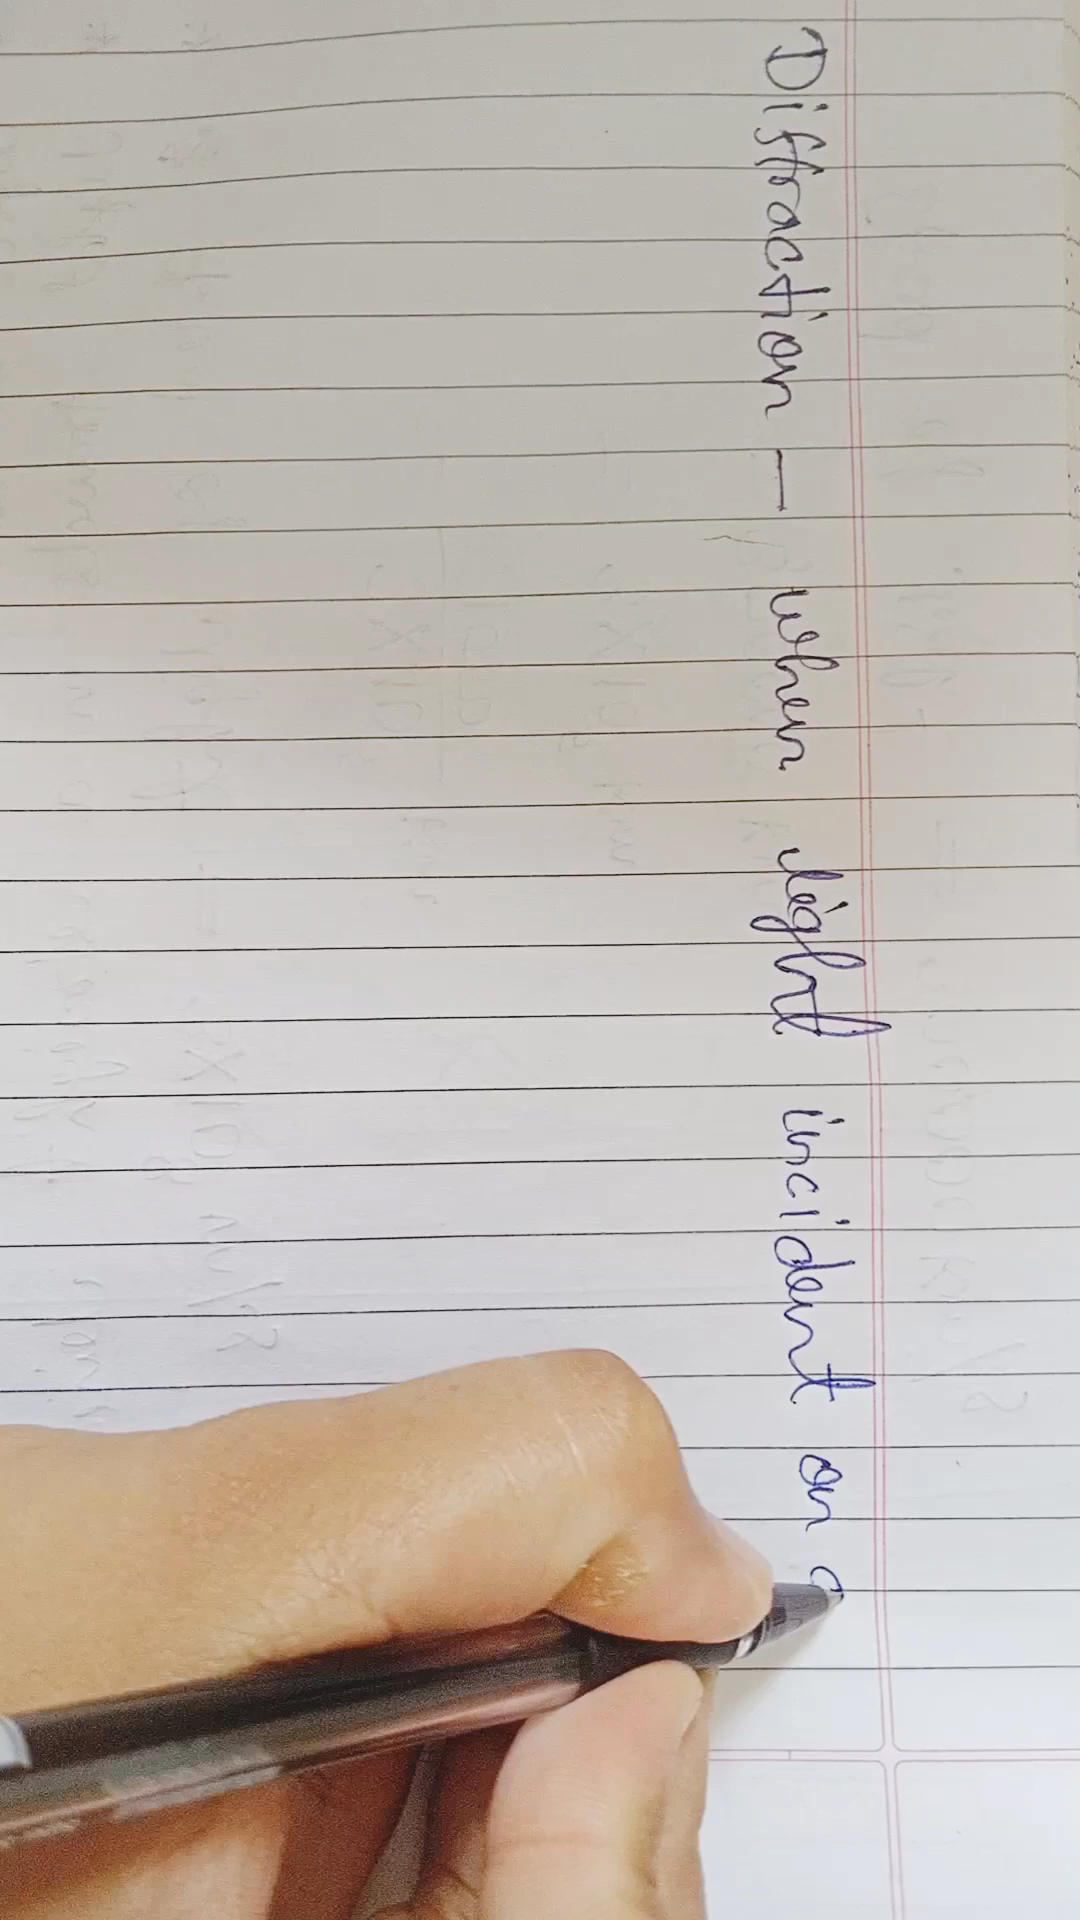 Diffraction — when light incident on a